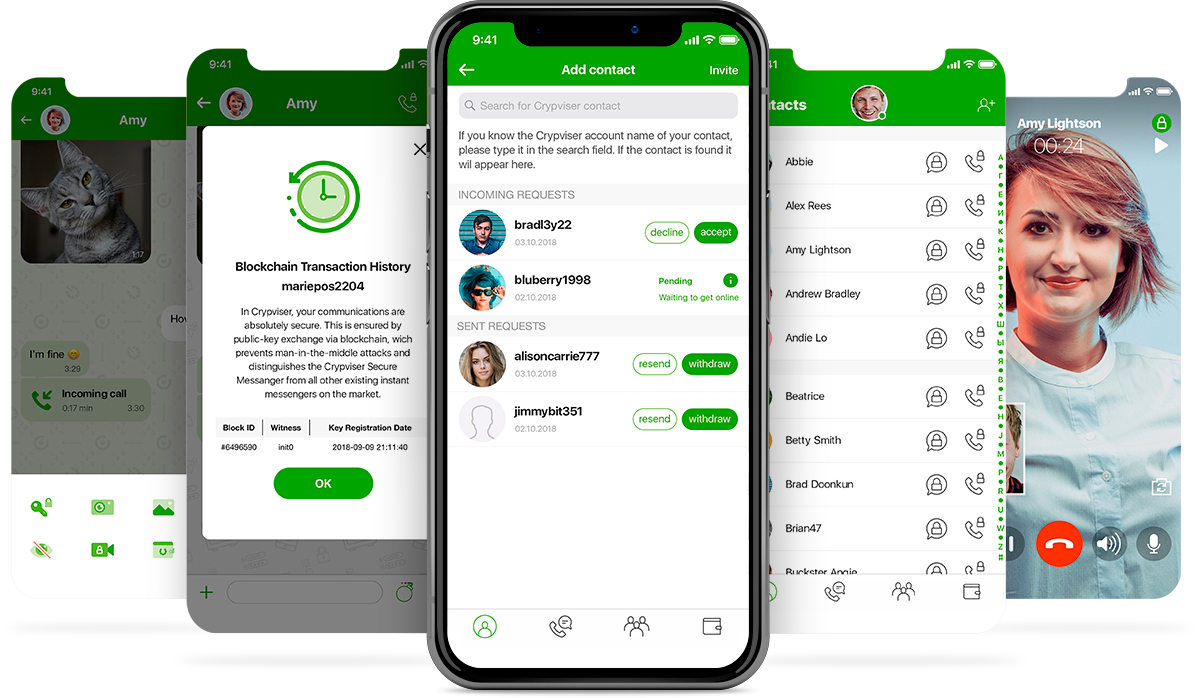 9:41
Amy
1:17
How
I'm fine 😀
3:29
Incoming call
0:17 min
3:30
9:41
Amy
Blockchain Transaction History
mariepos2204
In Crypviser, your communications are
absolutely secure. This is ensured by
public-key exchange via blockchain, wich
prevents man-in-the-middle attacks and
distinguishes the Crypviser Secure
Messanger from all other existing instant
messengers on the market.
Block ID Witness Key Registration Date
#6496590 init0 2018-09-09 21:11:40
OK
9:41
Add contact Invite
Search for Crypviser contact
If you know the Crypviser account name of your contact,
please type it in the search field. If the contact is found it
wil appear here.
INCOMING REQUESTS
bradl3y22
03.10.2018
decline accept
bluberry1998
02.10.2018
Pending
Waiting to get online
SENT REQUESTS
alisoncarrie777
03.10.2018
resend withdraw
jimmybit351
02.10.2018
resend withdraw
41
tacts
Abbie
Alex Rees
Amy Lightson
Andrew Bradley
Andie Lo
Beatrice
Betty Smith
Brad Doonkun
Brian47
Buckster Angie
А
Г
Е
И
К
Н
Р
Т
Х
Ш
Ы
Я
B
E
H
J
M
P
R
U
W
Z
#
Amy Lightson
00:24